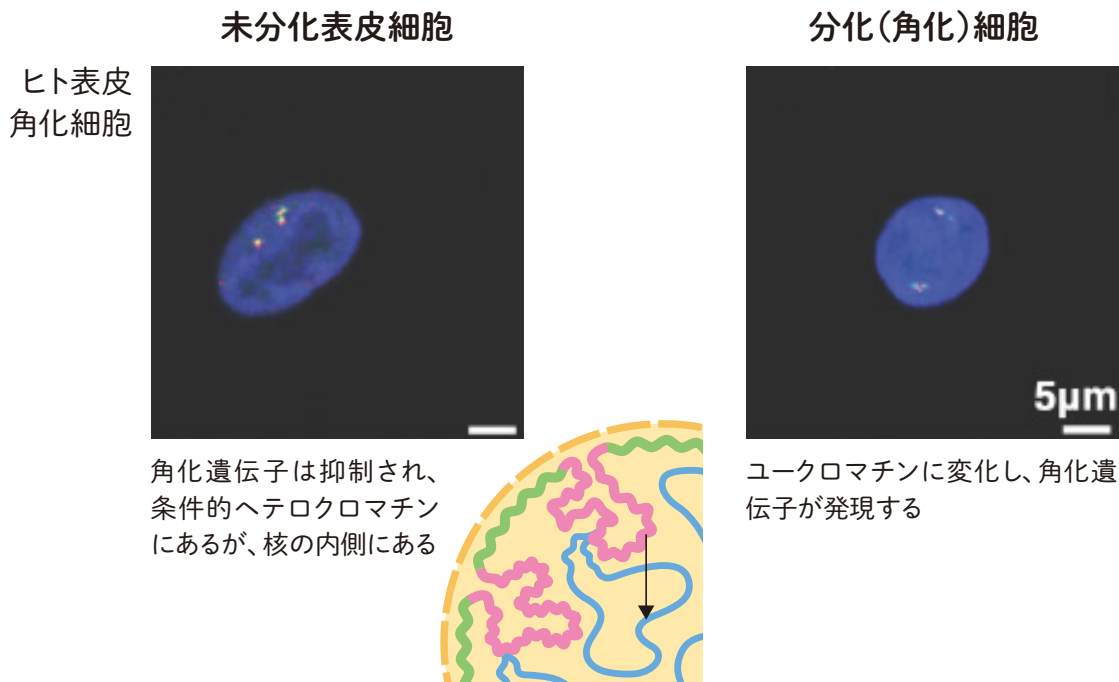 未分化表皮細胞
分化（角化）細胞
ヒト表皮
角化細胞
5μm
角化遺伝子は抑制され、
条件的ヘテロクロマチン
にあるが、核の内側にある
ユークロマチンに変化し、角化遺
伝子が発現する